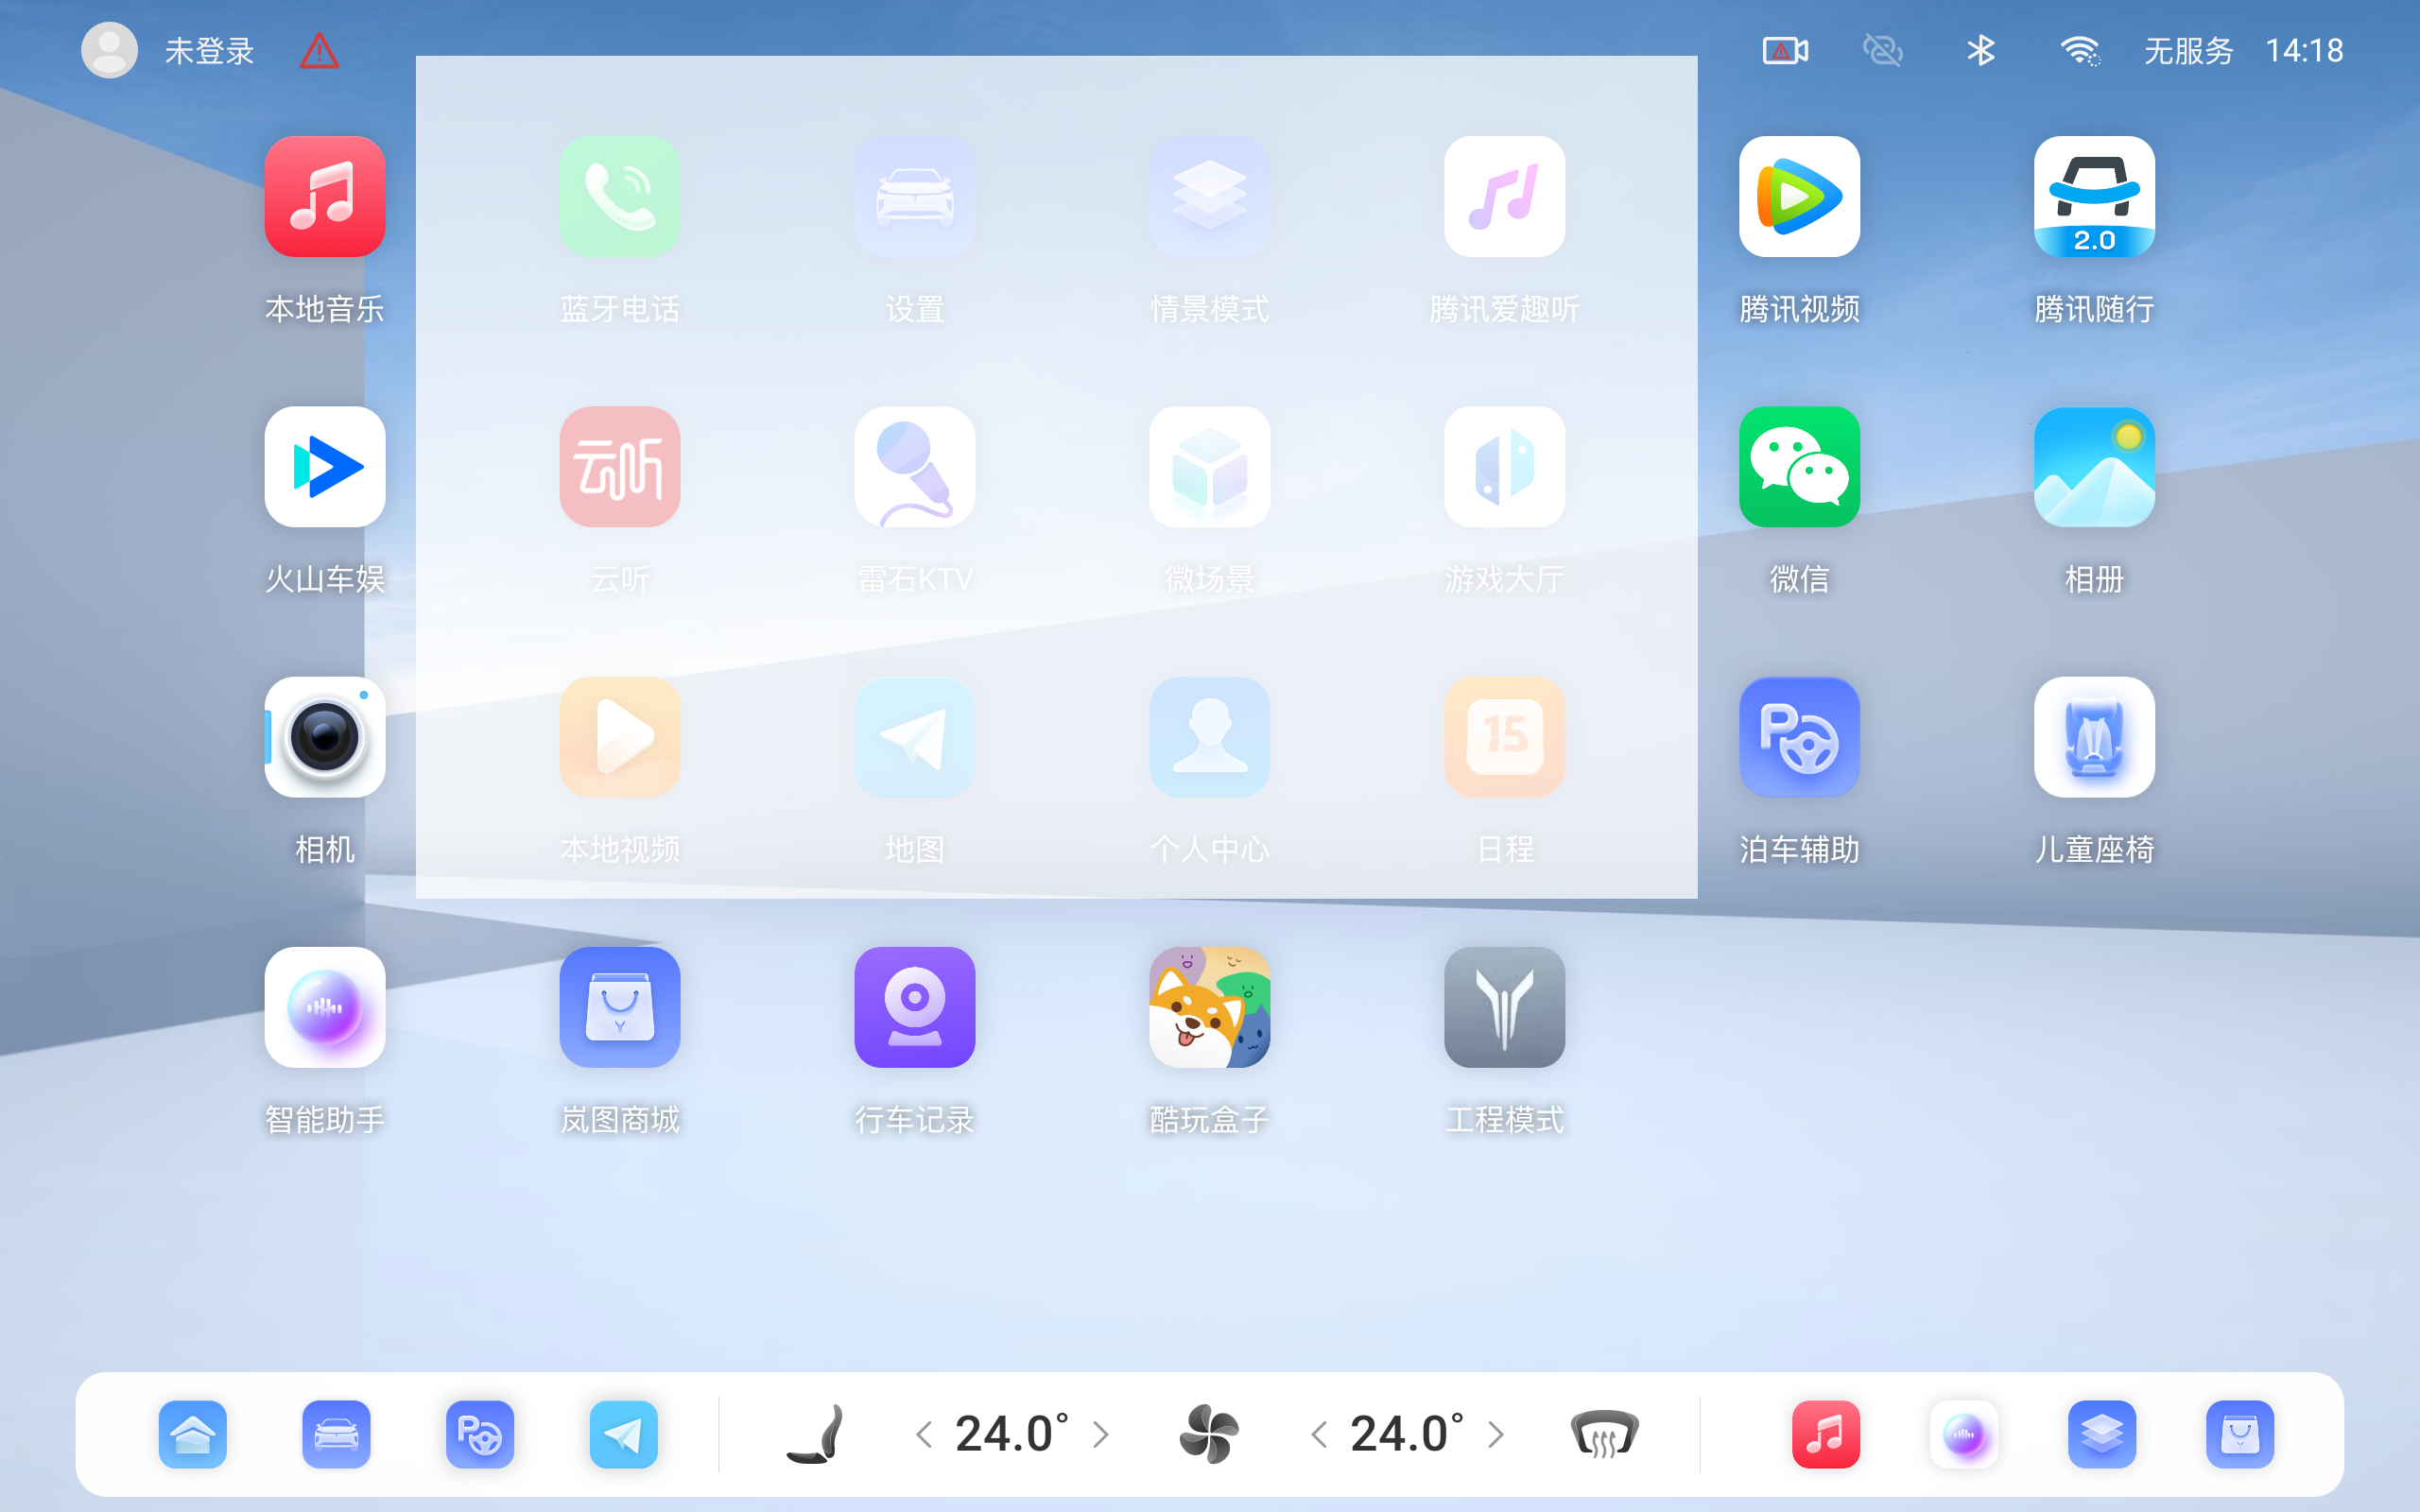 未登录 无服务 14:18
2.0
本地音乐 蓝牙电话 设置 情景模式 腾讯爱趣听 腾讯视频 腾讯随行
云听
火山车娱 云听 雷石KTV 微场景 游戏大厅 微信 相册
15 P
相机 本地视频 地图 个人中心 日程 泊车辅助 儿童座椅
智能助手 岚图商城 行车记录 酷玩盒子 工程模式
P 24.0° 24.0°